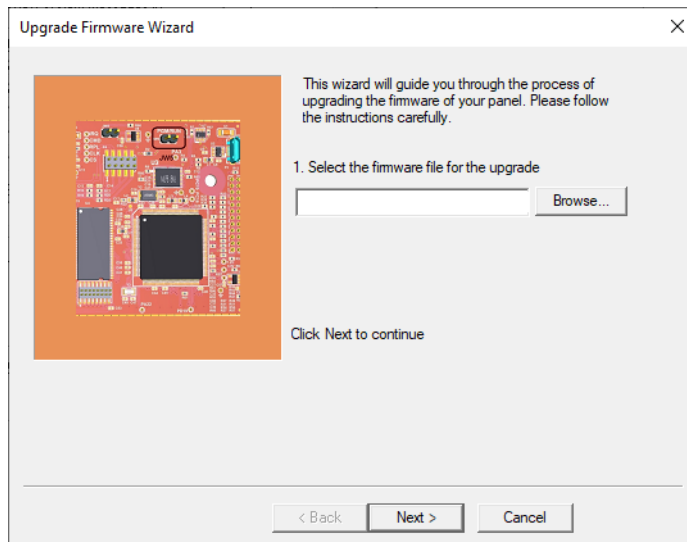 Upgrade Firmware Wizard
This wizard will guide you through the process of
upgrading the firmware of your panel. Please follow
the instructions carefully.
1. Select the firmware file for the upgrade
Browse...
Click Next to continue
< Back
Next >
Cancel